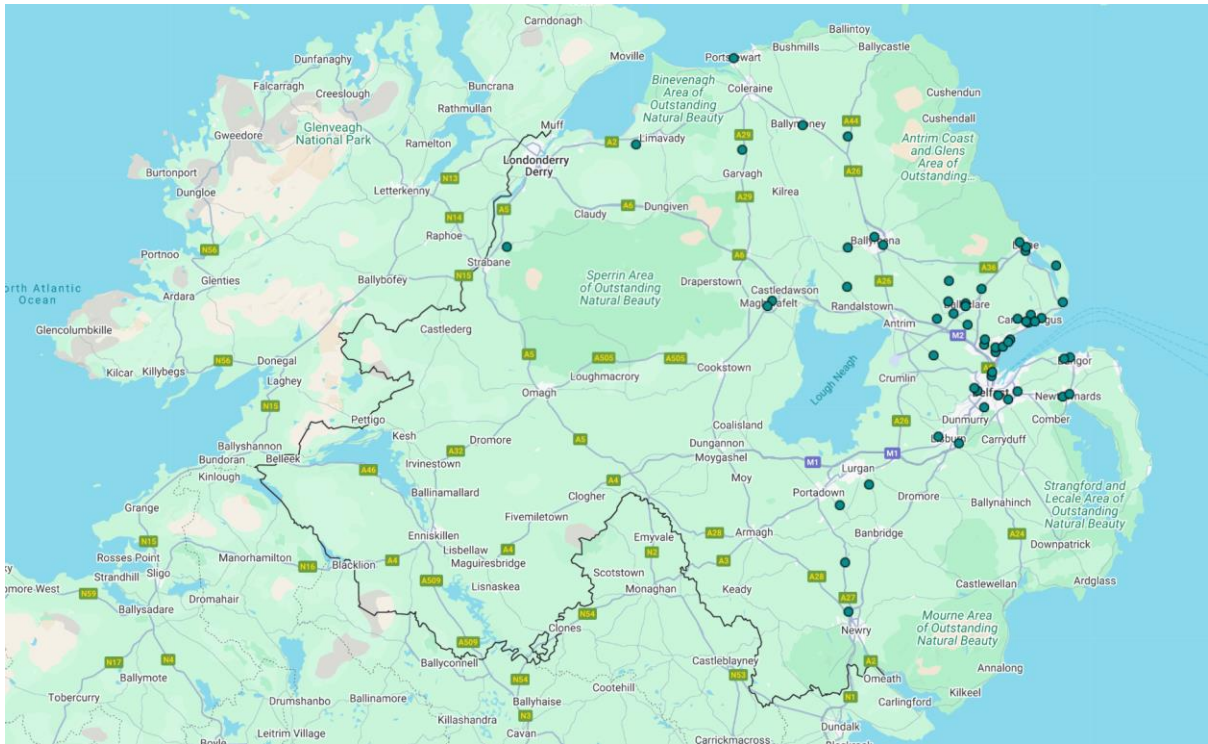 Carndonagh
Ballintoy
Moville
Portstewart
Bushmills
Ballycastle
Dunfanaghy
Falcarragh
Creeslough
Buncrana
Rathmullan
Binevenagh
Area of
Outstanding
Natural Beauty
Coleraine
Cushendun
Gweedore
Glenveagh
National Park
Ramelton
Muff
A2
Limavady
A29
Ballymoney
A44
Cushendall
Antrim Coast
and Glens
Area of
Outstanding...
Burtonport
Dungloe
Letterkenny
N13
Londonderry
Derry
Garvagh
A26
Kilrea
N14
A5
Claudy
A6
Dungiven
A29
Portnoo
N56
Raphoe
Strabane
A6
Ballymena
Larne
A36
Glenties
Ballybofey
N15
Sperrin Area
of Outstanding
Natural Beauty
Draperstown
Castledawson
Magherafelt
Randalstown
A26
Ballyclare
Carrickfergus
North Atlantic
Ocean
Ardara
Glencolumbkille
Castlederg
Antrim
M2
Kilcar
Killybegs
N56
Donegal
A5
A505
A505
Loughmacrory
Cookstown
Lough Neagh
Crumlin
Bangor
Laghey
N15
Omagh
Belfast
Newtownards
Pettigo
Coalisland
A26
Dunmurry
Comber
Ballyshannon
Kesh
Dromore
A32
A5
Dungannon
Moygashel
Lisburn
Carryduff
Bundoran
Belleek
A46
Irvinestown
M1
M1
Lurgan
Kinlough
Ballinamallard
A4
Clogher
Moy
Portadown
Dromore
Ballynahinch
Strangford
and Lecale Area of
Outstanding
Natural Beauty
Grange
N15
Rosses Point
Manorhamilton
Enniskillen
Fivemiletown
Emyvale
A28
Armagh
Banbridge
A24
Downpatrick
Strandhill
Sligo
N16
Blacklion
A4
Lisbellaw
A4
Maguiresbridge
N2
A3
A28
Castlewellan
Ardglass
N59
Dromahair
A509
Lisnaskea
Scotstown
Monaghan
Keady
A27
Ballysadare
N54
Clones
Newry
Mourne Area
of Outstanding
Natural Beauty
N17
N4
Ballymote
A509
Ballyconnell
N54
Castleblayney
N53
A2
Omeath
Annalong
Tobercurry
Drumshanbo
Ballinamore
Ballyhaise
Cootehill
N1
Carlingford
Kilkeel
Leitrim Village
Killashandra
N3
Cavan
Carrickmacross
Dundalk